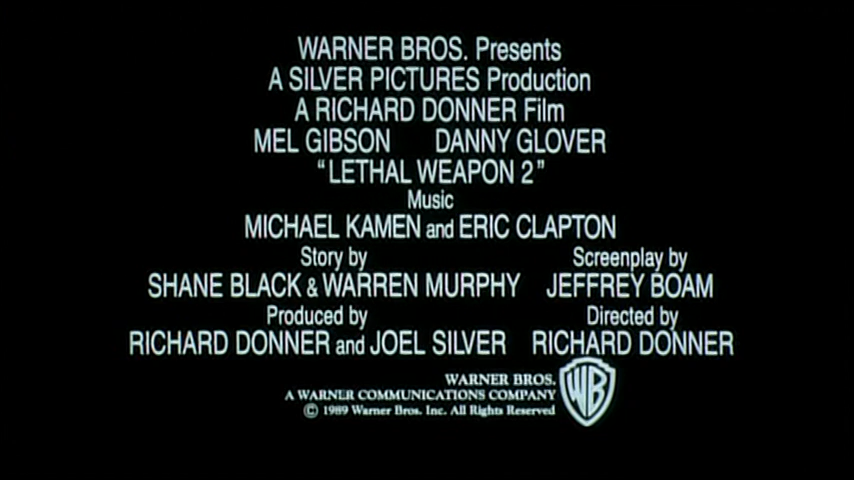 WARNER BROS. Presents
A SILVER PICTURES Production
A RICHARD DONNER Film
MEL GIBSON DANNY GLOVER
“LETHAL WEAPON 2”
Music
MICHAEL KAMEN and ERIC CLAPTON
Story by Screenplay by
SHANE BLACK & WARREN MURPHY JEFFREY BOAM
Produced by Directed by
RICHARD DONNER and JOEL SILVER RICHARD DONNER
WARNER BROS.
A WARNER COMMUNICATIONS COMPANY
© 1989 Warner Bros. Inc. All Rights Reserved
WB